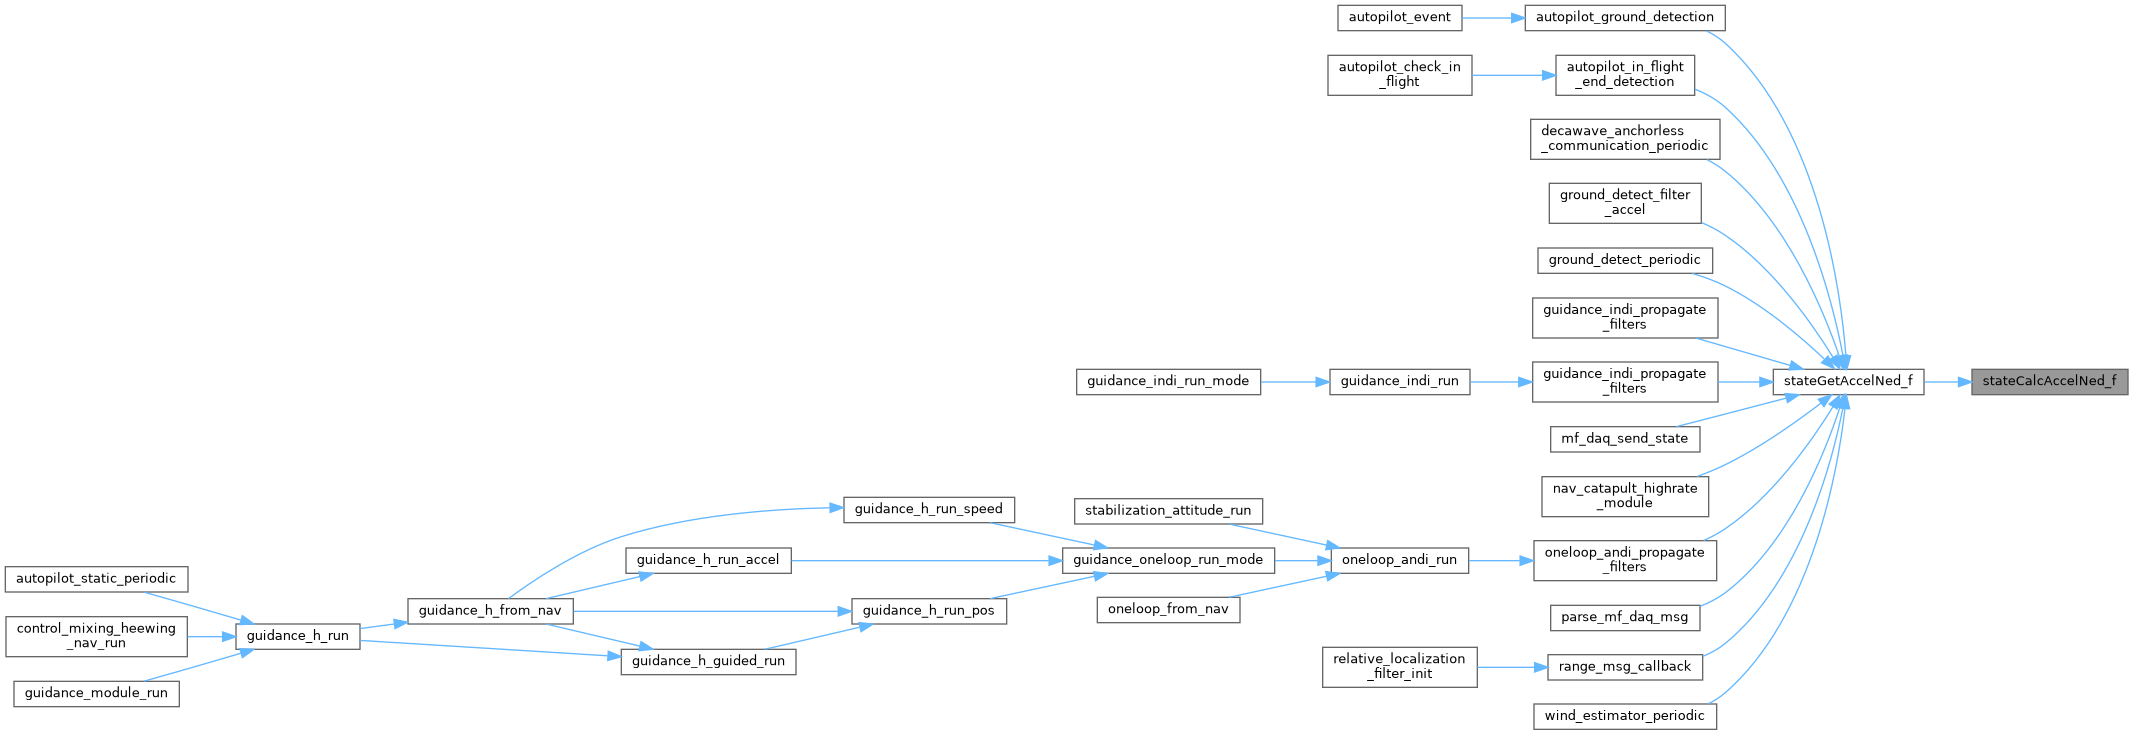 autopilot_event
autopilot_ground_detection
autopilot_check_in
_flight
autopilot_in_flight
_end_detection
decawave_anchorless
_communication_periodic
ground_detect_filter
_accel
ground_detect_periodic
guidance_indi_propagate
_filters
guidance_indi_run_mode
guidance_indi_run
guidance_indi_propagate
_filters
stateGetAccelNed_f
stateCalcAccelNed_f
mf_daq_send_state
nav_catapult_highrate
_module
guidance_h_run_speed
stabilization_attitude_run
guidance_h_run_accel
guidance_oneloop_run_mode
oneloop_andi_run
oneloop_andi_propagate
_filters
autopilot_static_periodic
guidance_h_from_nav
guidance_h_run_pos
oneloop_from_nav
parse_mf_daq_msg
control_mixing_heewing
_nav_run
guidance_h_run
guidance_h_guided_run
relative_localization
_filter_init
range_msg_callback
guidance_module_run
wind_estimator_periodic